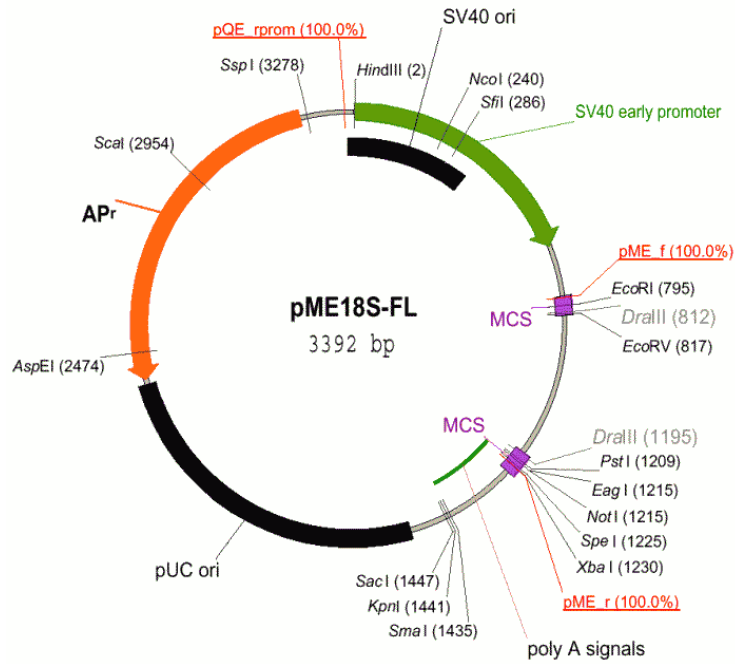 SV40 ori
pQE_rprom (100.0%)
SspI (3278)
HindIII (2)
NcoI (240)
SfiI (286)
SV40 early promoter
ScaI (2954)
APr
pME_f (100.0%)
EcoRI (795)
MCS
DraIII (812)
EcoRV (817)
pME18S-FL
3392 bp
AspEI (2474)
MCS
DraIII (1195)
PstI (1209)
EagI (1215)
NotI (1215)
SpeI (1225)
XbaI (1230)
pUC ori
SacI (1447)
KpnI (1441)
SmaI (1435)
pME_r (100.0%)
poly A signals